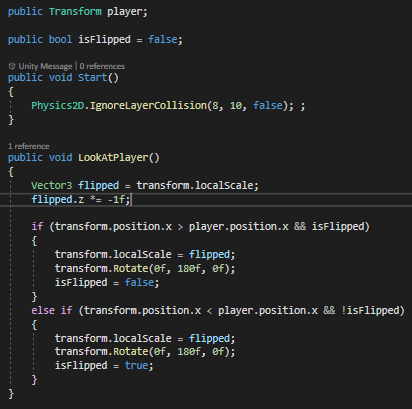 public Transform player;
public bool isFlipped = false;
Unity Message | 0 references
public void Start()
{
Physics2D.IgnoreLayerCollision(8, 10, false); ;
}
1 reference
public void LookAtPlayer()
{
Vector3 flipped = transform.localScale;
flipped.z *= -1f;
if (transform.position.x > player.position.x && isFlipped)
{
transform.localScale = flipped;
transform.Rotate(0f, 180f, 0f);
isFlipped = false;
}
else if (transform.position.x < player.position.x && !isFlipped)
{
transform.localScale = flipped;
transform.Rotate(0f, 180f, 0f);
isFlipped = true;
}
}